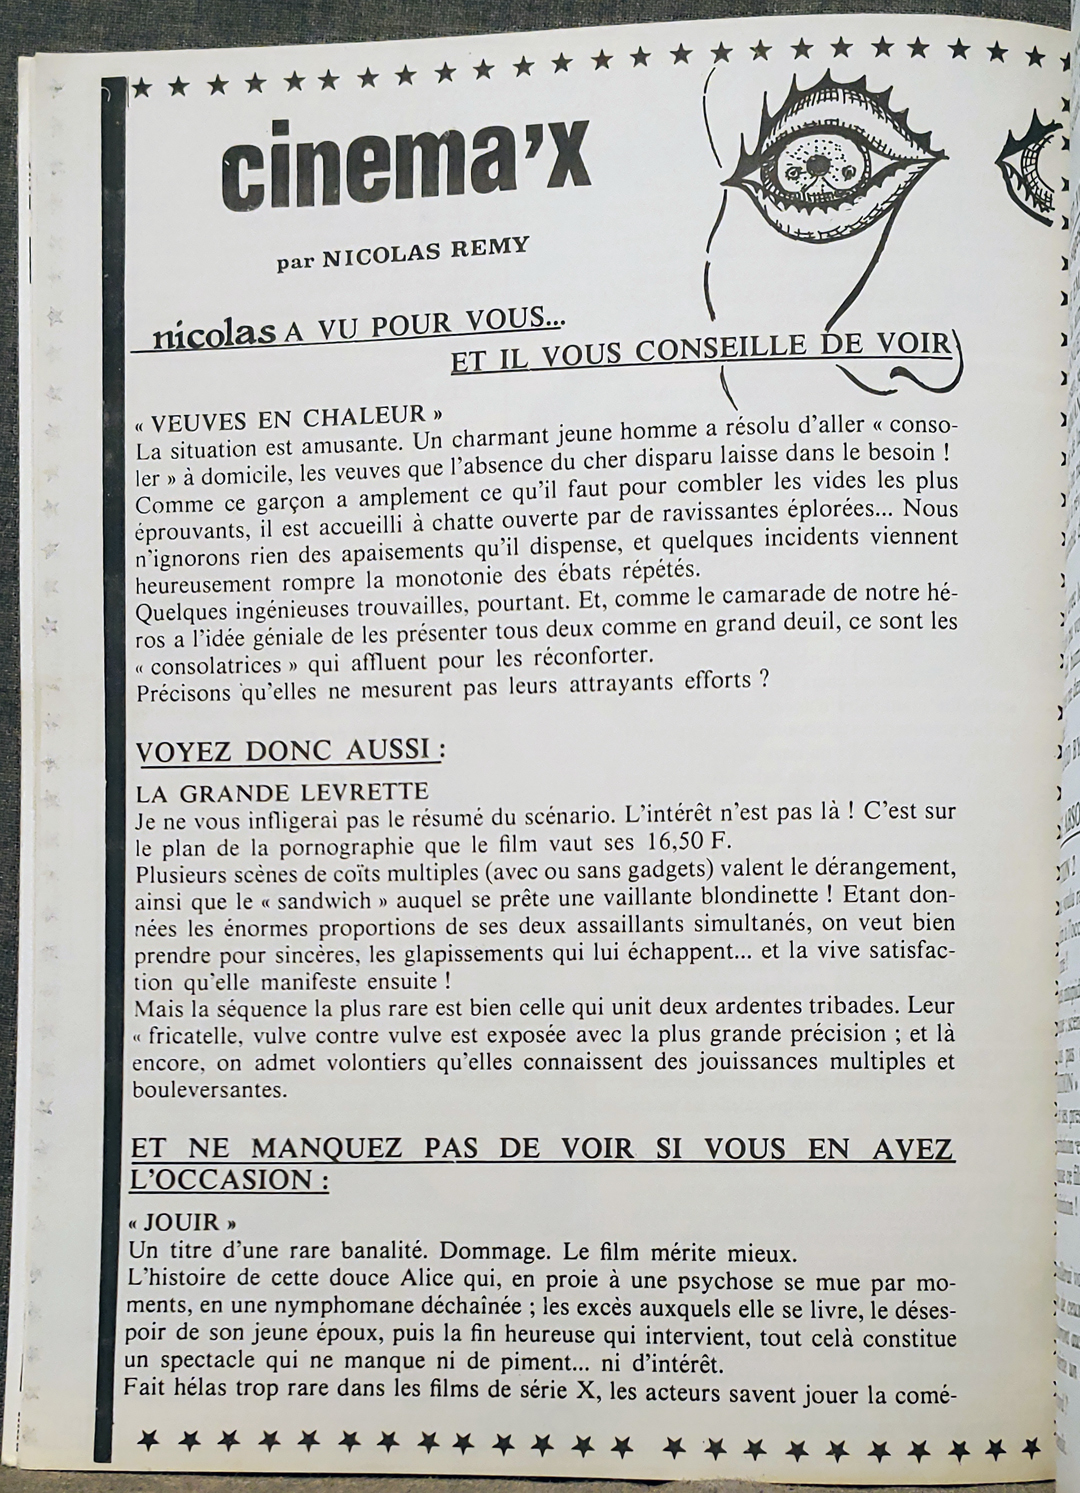 cinema'x
par NICOLAS REMY
nicolas A VU POUR VOUS...
ET IL VOUS CONSEILLE DE VOIR
« VEUVES EN CHALEUR »
La situation est amusante. Un charmant jeune homme a résolu d'aller « conso-
ler » à domicile, les veuves que l'absence du cher disparu laisse dans le besoin !
Comme ce garçon a amplement ce qu'il faut pour combler les vides les plus
éprouvants, il est accueilli à chatte ouverte par de ravissantes éplorées... Nous
n'ignorons rien des apaisements qu'il dispense, et quelques incidents viennent
heureusement rompre la monotonie des ébats répétés.
Quelques ingénieuses trouvailles, pourtant. Et, comme le camarade de notre hé-
ros a l'idée géniale de les présenter tous deux comme en grand deuil, ce sont les
« consolatrices » qui affluent pour les réconforter.
Précisons qu'elles ne mesurent pas leurs attrayants efforts ?
VOYEZ DONC AUSSI :
LA GRANDE LEVRETTE
Je ne vous infligerai pas le résumé du scénario. L'intérêt n'est pas là ! C'est sur
le plan de la pornographie que le film vaut ses 16,50 F.
Plusieurs scènes de coïts multiples (avec ou sans gadgets) valent le dérangement,
ainsi que le « sandwich » auquel se prête une vaillante blondinette ! Etant don-
nées les énormes proportions de ses deux assaillants simultanés, on veut bien
prendre pour sincères, les glapissements qui lui échappent... et la vive satisfac-
tion qu'elle manifeste ensuite !
Mais la séquence la plus rare est bien celle qui unit deux ardentes tribades. Leur
« fricatelle, vulve contre vulve est exposée avec la plus grande précision ; et là
encore, on admet volontiers qu'elles connaissent des jouissances multiples et
bouleversantes.
ET NE MANQUEZ PAS DE VOIR SI VOUS EN AVEZ
L'OCCASION :
« JOUIR »
Un titre d'une rare banalité. Dommage. Le film mérite mieux.
L'histoire de cette douce Alice qui, en proie à une psychose se mue par mo-
ments, en une nymphomane déchaînée ; les excès auxquels elle se livre, le déses-
poir de son jeune époux, puis la fin heureuse qui intervient, tout celà constitue
un spectacle qui ne manque ni de piment... ni d'intérêt.
Fait hélas trop rare dans les films de série X, les acteurs savent jouer la comé-